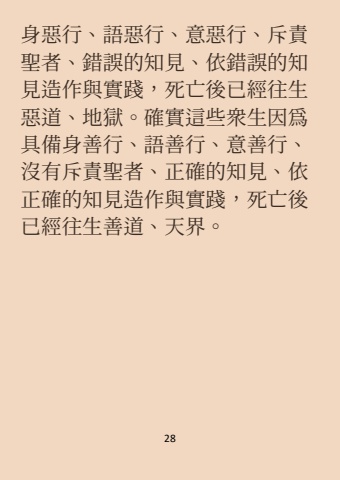 身惡行、語惡行、意惡行、斥責
聖者、錯誤的知見、依錯誤的知
見造作與實踐，死亡後已經往生
惡道、地獄。確實這些衆生因爲
具備身善行、語善行、意善行、
沒有斥責聖者、正確的知見、依
正確的知見造作與實踐，死亡後
已經往生善道、天界。
28